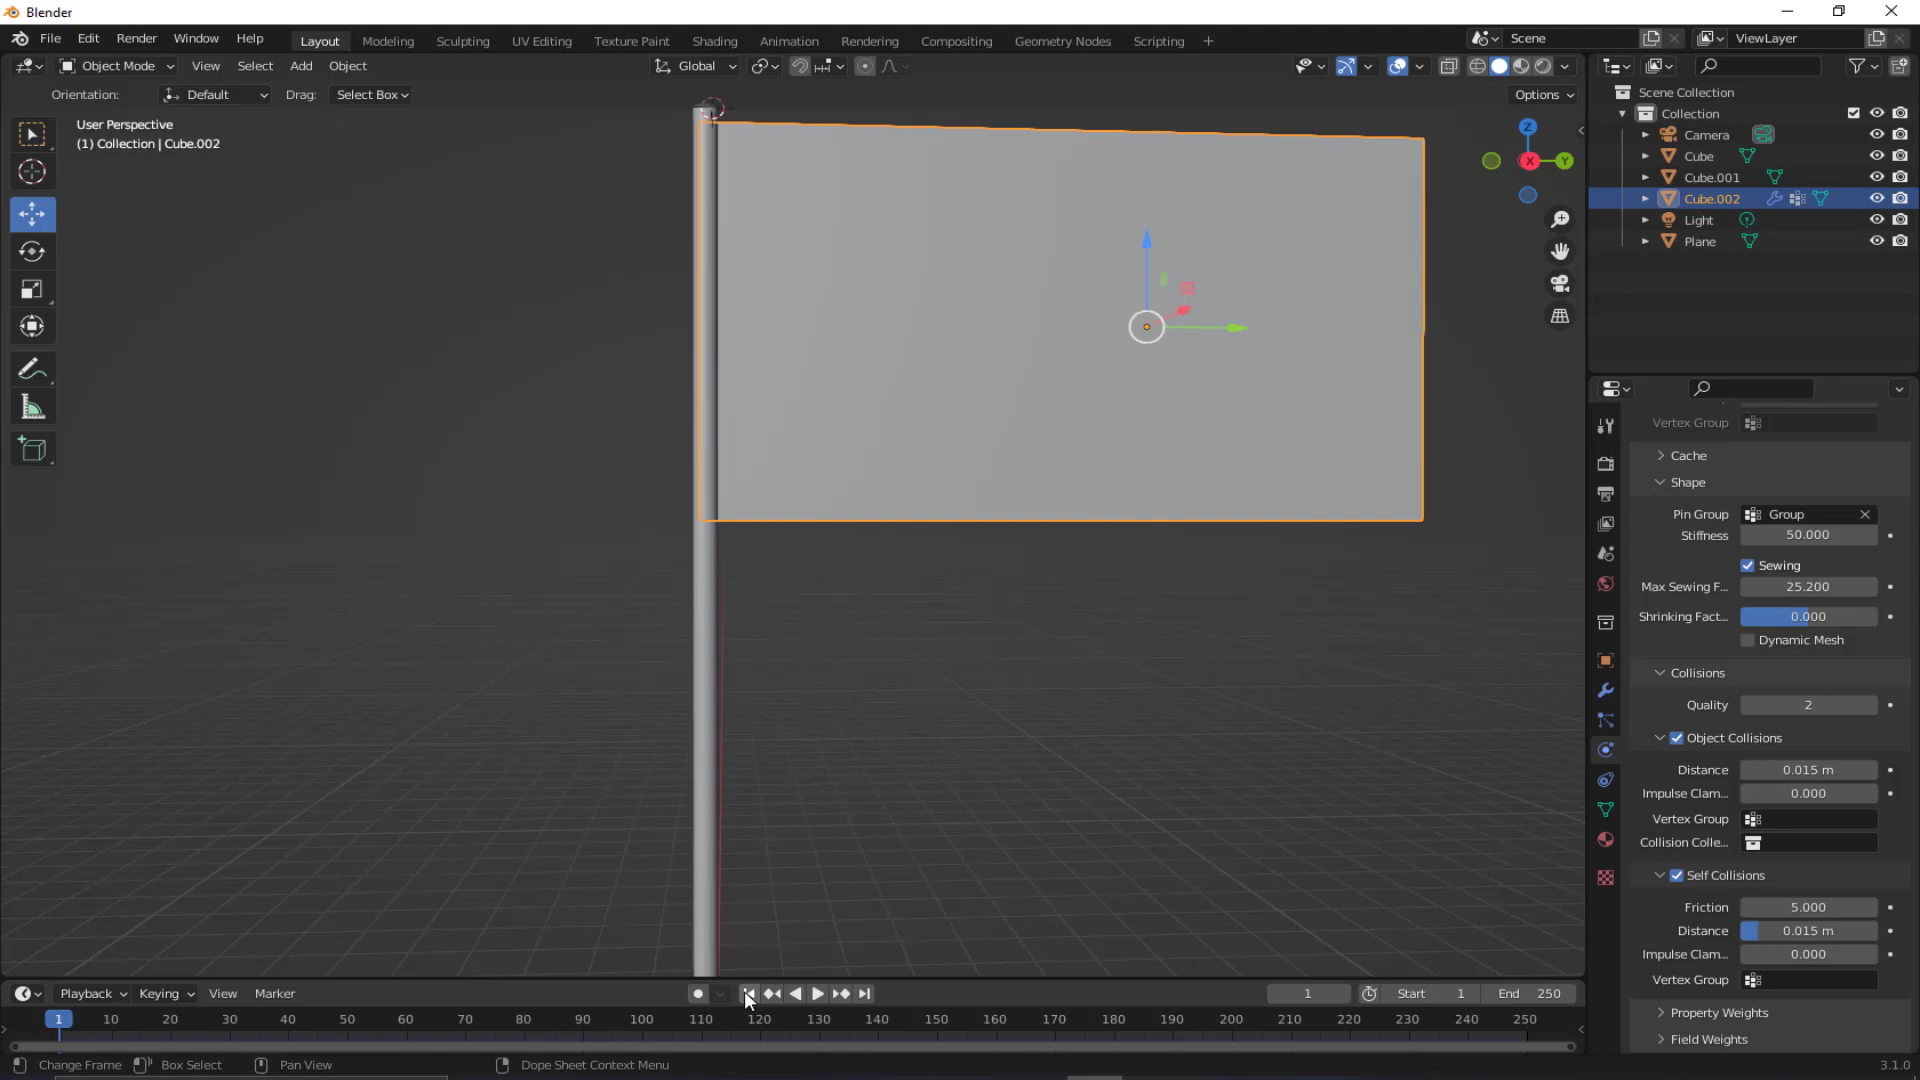 Blender
File Edit Render Window Help
Layout Modeling Sculpting UV Editing Texture Paint Shading Animation Rendering Compositing Geometry Nodes Scripting +
Scene
ViewLayer
Object Mode View Select Add Object
Global
Orientation: Default Drag: Select Box
Options
User Perspective
(1) Collection | Cube.002
Z
X
Y
Scene Collection
Collection
Camera
Cube
Cube.001
Cube.002
Light
Plane
Vertex Group
Cache
Shape
Pin Group Group
Stiffness 50.000
Sewing
Max Sewing F... 25.200
Shrinking Fact... 0.000
Dynamic Mesh
Collisions
Quality 2
Object Collisions
Distance 0.015 m
Impulse Clam... 0.000
Vertex Group
Collision Colle...
Self Collisions
Friction 5.000
Distance 0.015 m
Impulse Clam... 0.000
Vertex Group
Property Weights
Field Weights
Playback Keying View Marker
1 Start 1 End 250
1 10 20 30 40 50 60 70 80 90 100 110 120 130 140 150 160 170 180 190 200 210 220 230 240 250
Change Frame Box Select Pan View Dope Sheet Context Menu
3.1.0